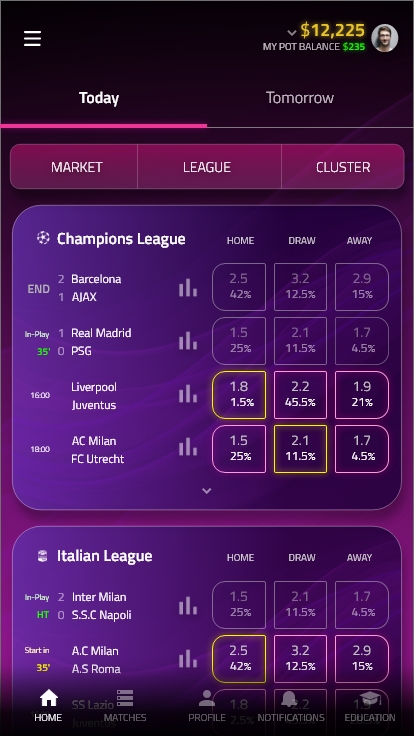 $12,225
MY POT BALANCE $235
Today Tomorrow
MARKET LEAGUE CLUSTER
Champions League HOME DRAW AWAY
END 2 Barcelona 2.5 3.2 2.9
1 AJAX 42% 12.5% 15%
In-Play 1 Real Madrid 1.5 2.1 1.7
35' 0 PSG 25% 11.5% 4.5%
16:00 Liverpool 1.8 2.2 1.9
Juventus 1.5% 45.5% 21%
18:00 AC Milan 1.5 2.1 1.7
FC Utrecht 25% 11.5% 4.5%
Italian League HOME DRAW AWAY
In-Play 2 Inter Milan 1.5 2.1 1.7
HT 0 S.S.C Napoli 25% 11.5% 4.5%
Start in A.C Milan 2.5 3.2 2.9
35' A.S Roma 42% 12.5% 15%
SS Lazio 1.8
HOME MATCHES PROFILE NOTIFICATIONS EDUCATION